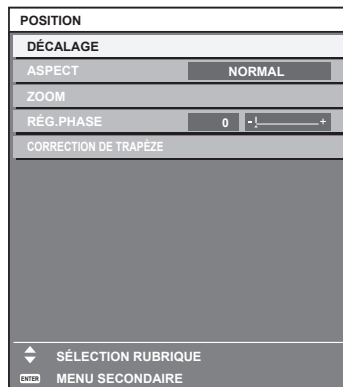 POSITION
DÉCALAGE
ASPECT NORMAL
ZOOM
RÉG.PHASE 0 - +
CORRECTION DE TRAPÈZE
SÉLECTION RUBRIQUE
ENTER MENU SECONDAIRE